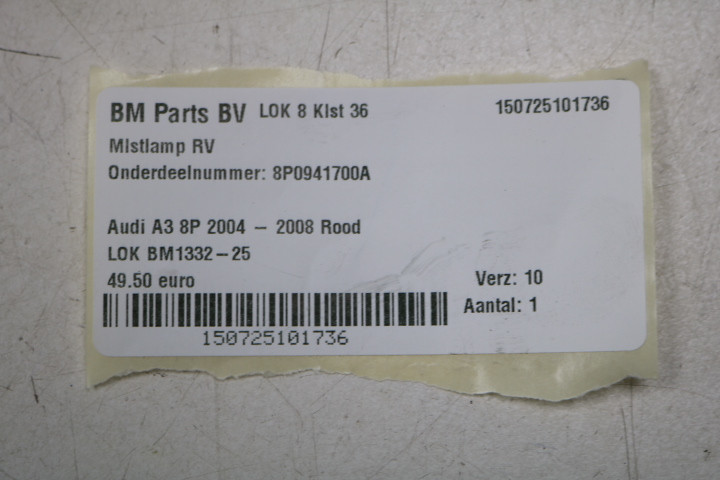 BM Parts BV LOK 8 Klst 36 150725101736
Mistlamp RV
Onderdeelnummer: 8P0941700A
Audi A3 8P 2004 – 2008 Rood
LOK BM1332–25
49.50 euro Verz: 10
Aantal: 1
150725101736